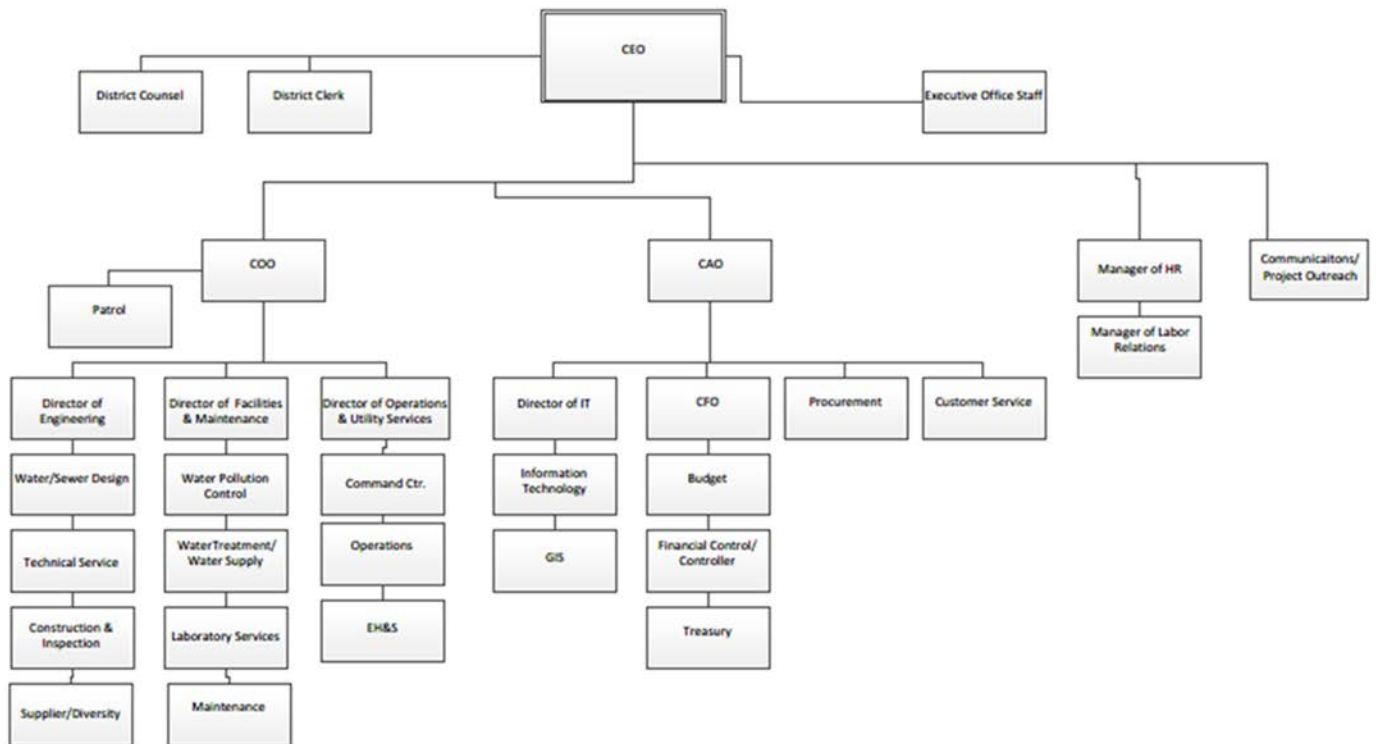 CEO
District Counsel
District Clerk
Executive Office Staff
COO
CAO
Manager of HR
Communicaitons/
Project Outreach
Patrol
Manager of Labor
Relations
Director of
Engineering
Director of Facilities
& Maintenance
Director of Operations
& Utility Services
Director of IT
CFO
Procurement
Customer Service
Water/Sewer Design
Water Pollution
Control
Command Ctr.
Information
Technology
Budget
Technical Service
WaterTreatment/
Water Supply
Operations
GIS
Financial Control/
Controller
Construction &
Inspection
Laboratory Services
EH&S
Treasury
Supplier/Diversity
Maintenance